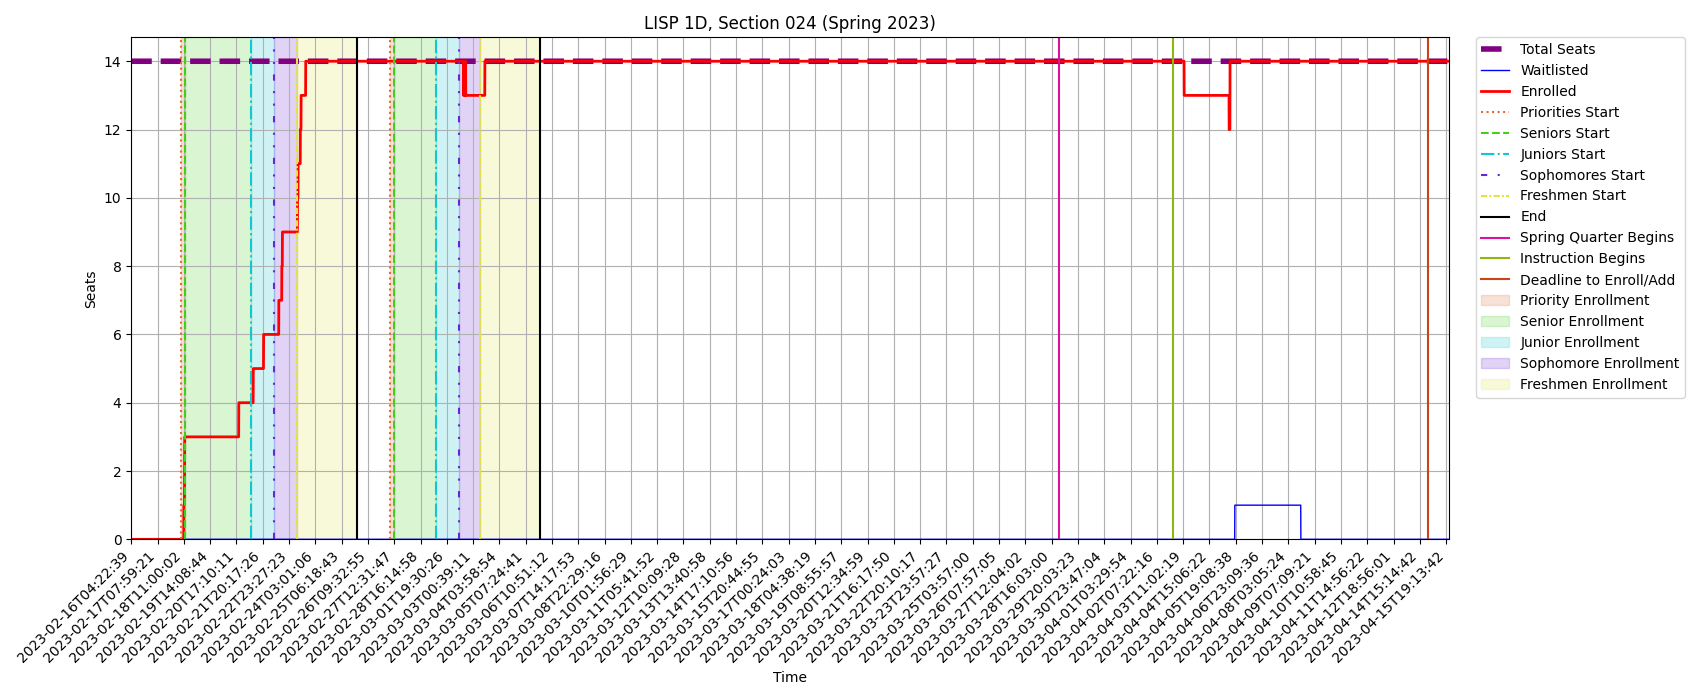 LISP 1D, Section 024 (Spring 2023)
Seats
14
12
10
8
6
4
2
0
2023-02-16T04:22:39
2023-02-17T07:59:21
2023-02-18T11:00:02
2023-02-19T14:08:44
2023-02-20T17:10:11
2023-02-21T20:17:26
2023-02-22T23:27:23
2023-02-24T03:01:06
2023-02-25T06:18:43
2023-02-26T09:32:55
2023-02-27T12:31:47
2023-02-28T16:14:58
2023-03-01T19:30:26
2023-03-03T00:39:11
2023-03-04T03:58:54
2023-03-05T07:24:41
2023-03-06T10:51:12
2023-03-07T14:17:53
2023-03-08T22:29:16
2023-03-10T01:56:29
2023-03-11T05:41:52
2023-03-12T10:09:28
2023-03-13T13:40:58
2023-03-14T17:10:56
2023-03-15T20:44:55
2023-03-17T00:24:03
2023-03-18T04:38:19
2023-03-19T08:55:57
2023-03-20T12:34:59
2023-03-21T16:17:50
2023-03-22T20:10:17
2023-03-23T23:57:27
2023-03-25T03:57:00
2023-03-26T07:57:05
2023-03-27T12:04:02
2023-03-28T16:03:00
2023-03-29T20:03:23
2023-03-30T23:47:04
2023-04-01T03:29:54
2023-04-02T07:22:16
2023-04-03T11:02:19
2023-04-04T15:06:22
2023-04-05T19:08:38
2023-04-06T23:09:36
2023-04-08T03:05:24
2023-04-09T07:09:21
2023-04-10T10:58:45
2023-04-11T14:56:22
2023-04-12T18:56:01
2023-04-14T15:14:42
2023-04-15T19:13:42
Time
Total Seats
Waitlisted
Enrolled
Priorities Start
Seniors Start
Juniors Start
Sophomores Start
Freshmen Start
End
Spring Quarter Begins
Instruction Begins
Deadline to Enroll/Add
Priority Enrollment
Senior Enrollment
Junior Enrollment
Sophomore Enrollment
Freshmen Enrollment